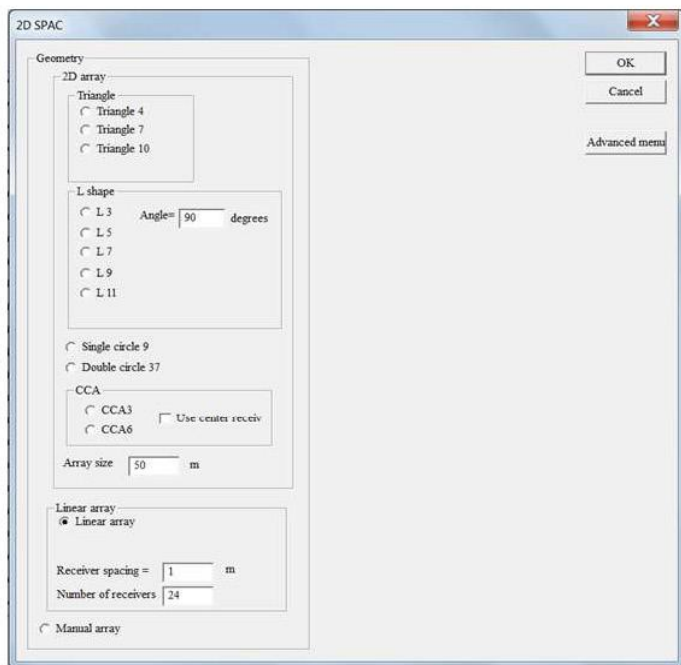 2D SPAC
Geometry
2D array
Triangle
Triangle 4
Triangle 7
Triangle 10
L shape
L 3
Angle= 90 degrees
L 5
L 7
L 9
L 11
Single circle 9
Double circle 37
CCA
CCA3
Use center receiv
CCA6
Array size 50 m
Linear array
Linear array
Receiver spacing = 1 m
Number of receivers 24
Manual array
OK
Cancel
Advanced menu